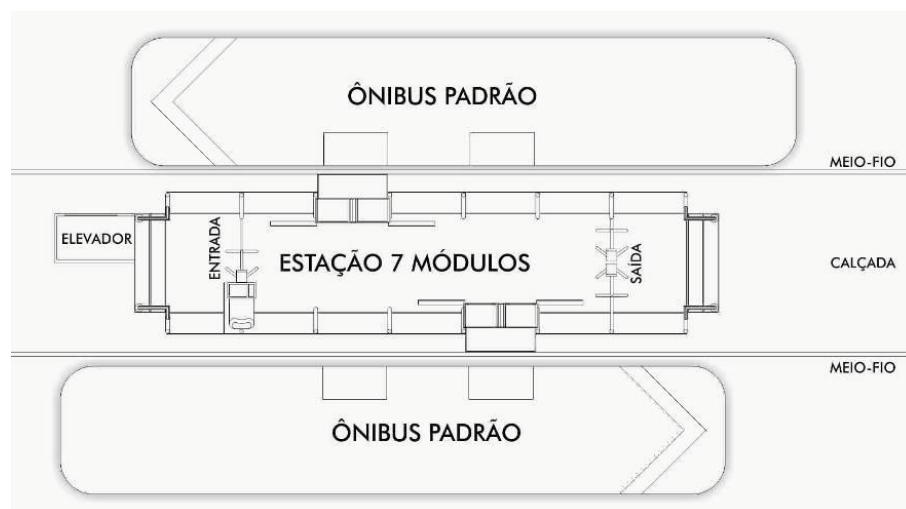 ÔNIBUS PADRÃO
MEIO-FIO
ELEVADOR
ENTRADA
ESTAÇÃO 7 MÓDULOS
SAÍDA
CALÇADA
MEIO-FIO
ÔNIBUS PADRÃO